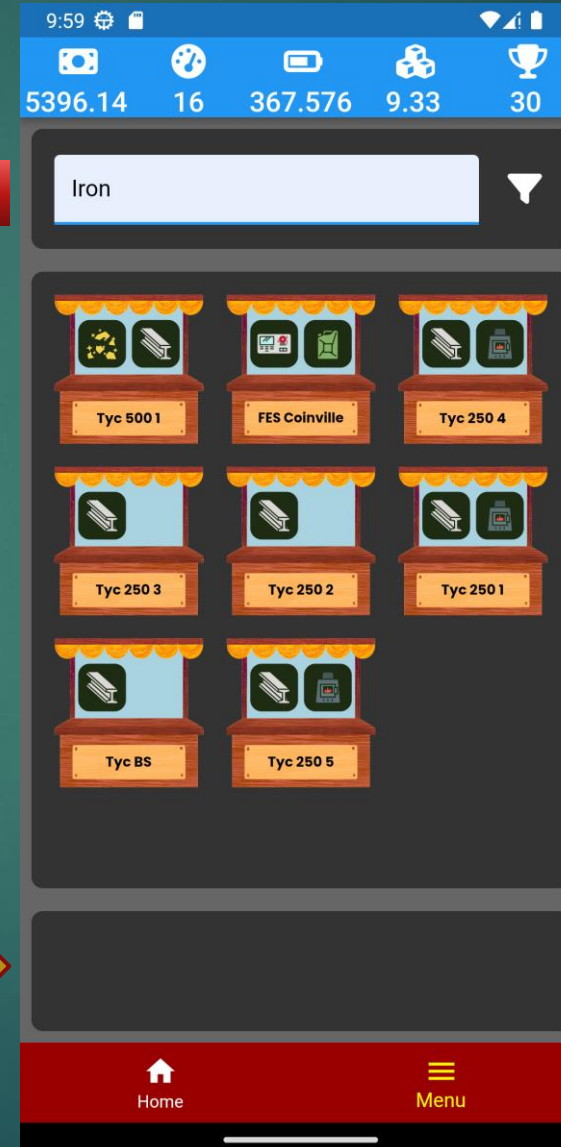 9:59
5396.14 16 367.576 9.33 30
Iron
Tyc 500 1 FES Coinville Tyc 250 4
Tyc 250 3 Tyc 250 2 Tyc 250 1
Tyc BS Tyc 250 5
Home Menu